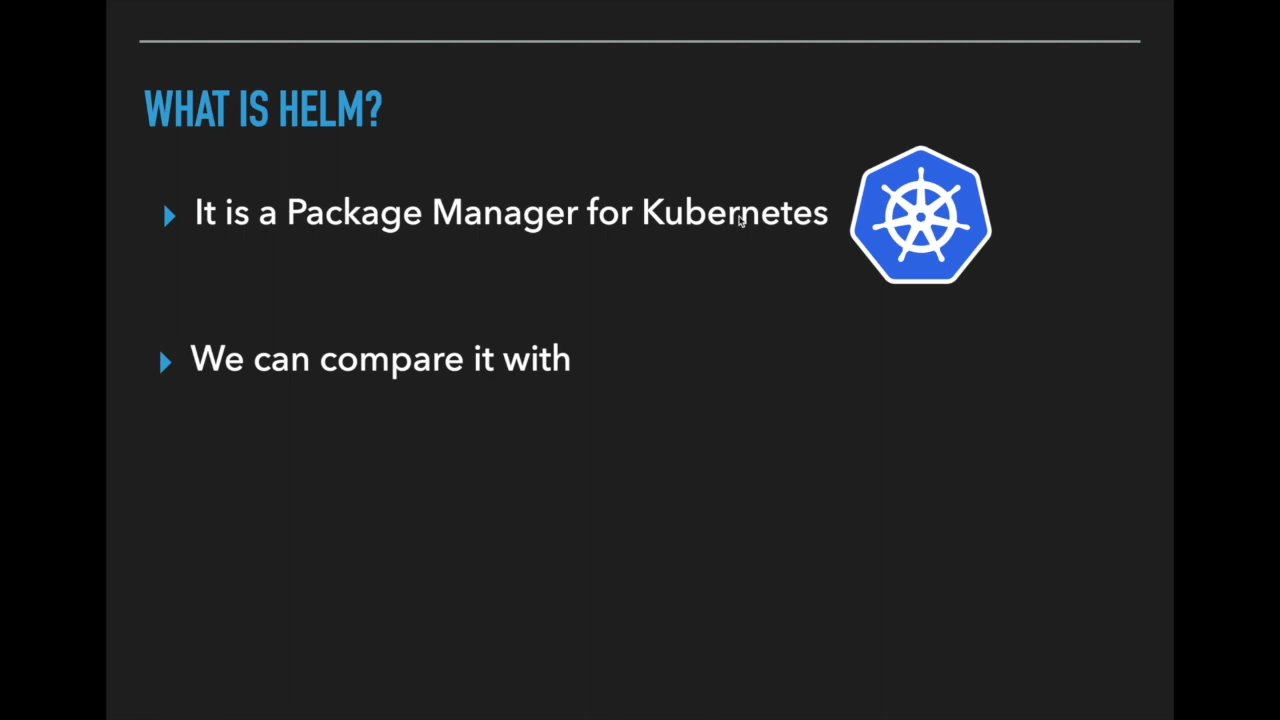 WHAT IS HELM?
It is a Package Manager for Kubernetes
We can compare it with